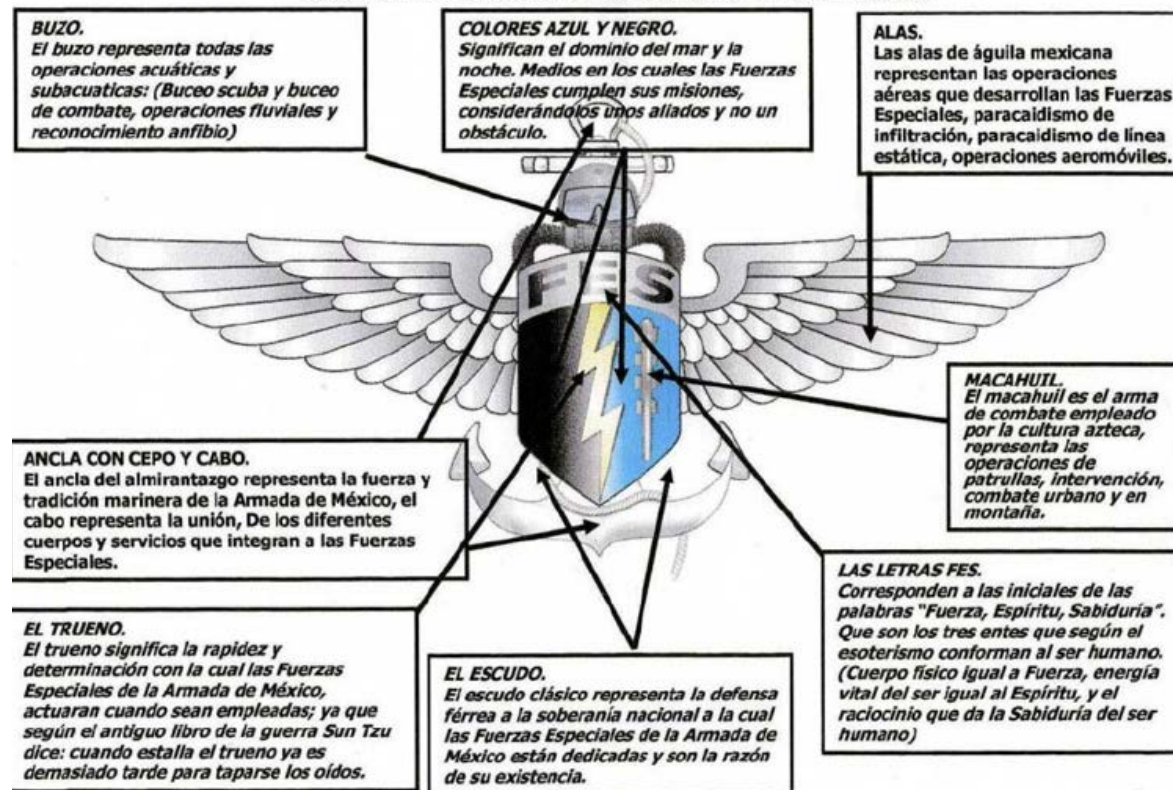 BUZO.
El buzo representa todas las
operaciones acuáticas y
subacuaticas: (Buceo scuba y buceo
de combate, operaciones fluviales y
reconocimiento anfibio)
COLORES AZUL Y NEGRO.
Significan el dominio del mar y la
noche. Medios en los cuales las Fuerzas
Especiales cumplen sus misiones,
considerándolos unos aliados y no un
obstáculo.
ALAS.
Las alas de águila mexicana
representan las operaciones
aéreas que desarrollan las Fuerzas
Especiales, paracaidismo de
infiltración, paracaidismo de línea
estática, operaciones aeromóviles.
FES
MACAHUIL.
El macahuil es el arma
de combate empleado
por la cultura azteca,
representa las
operaciones de
patrullas, intervención,
combate urbano y en
montaña.
ANCLA CON CEPO Y CABO.
El ancla del almirantazgo representa la fuerza y
tradición marinera de la Armada de México, el
cabo representa la unión, De los diferentes
cuerpos y servicios que integran a las Fuerzas
Especiales.
LAS LETRAS FES.
Corresponden a las iniciales de las
palabras "Fuerza, Espíritu, Sabiduría".
Que son los tres entes que según el
esoterismo conforman al ser humano.
(Cuerpo físico igual a Fuerza, energía
vital del ser igual al Espíritu, y el
raciocinio que da la Sabiduría del ser
humano)
EL TRUENO.
El trueno significa la rapidez y
determinación con la cual las Fuerzas
Especiales de la Armada de México,
actuaran cuando sean empleadas; ya que
según el antiguo libro de la guerra Sun Tzu
dice: cuando estalla el trueno ya es
demasiado tarde para taparse los oídos.
EL ESCUDO.
El escudo clásico representa la defensa
férrea a la soberanía nacional a la cual
las Fuerzas Especiales de la Armada de
México están dedicadas y son la razón
de su existencia.